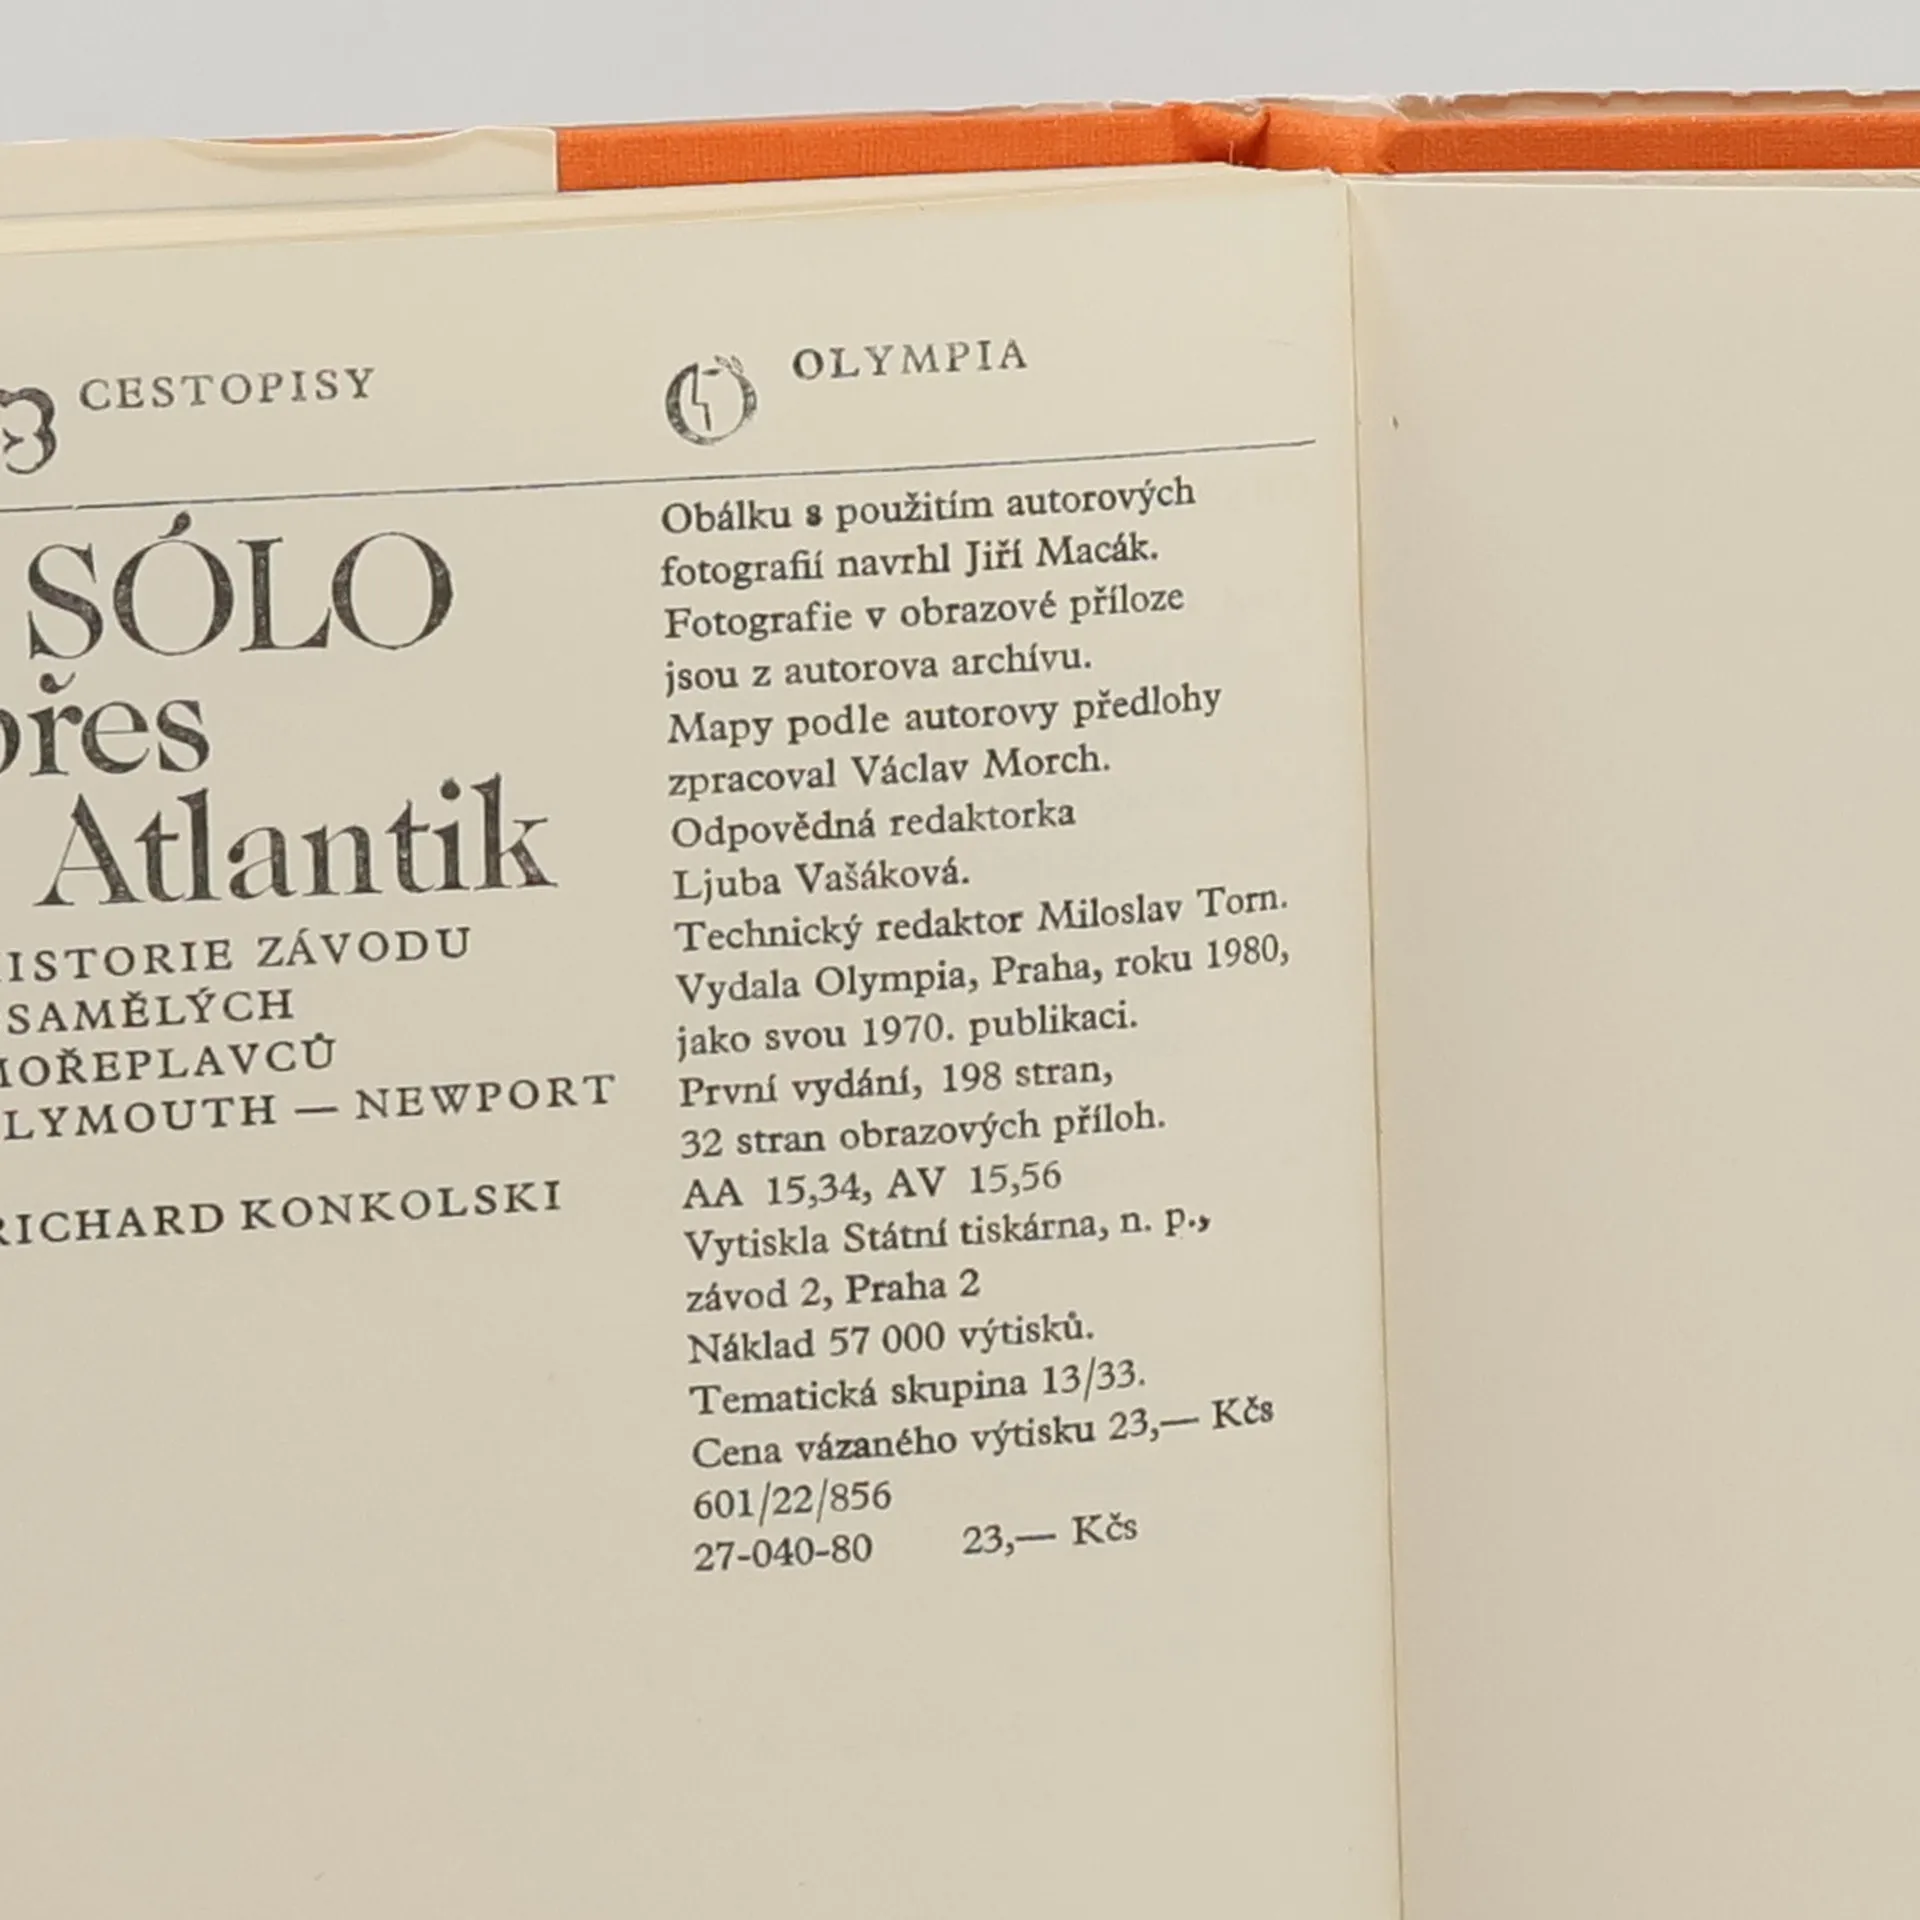 CESTOPISY
SÓLO
přes
Atlantik
HISTORIE ZÁVODU
OSAMĚLÝCH
MOŘEPLAVCŮ
PLYMOUTH — NEWPORT
RICHARD KONKOLSKI
OLYMPIA
Obálku s použitím autorových
fotografií navrhl Jiří Macák.
Fotografie v obrazové příloze
jsou z autorova archívu.
Mapy podle autorovy předlohy
zpracoval Václav Morch.
Odpovědná redaktorka
Ljuba Vašáková.
Technický redaktor Miloslav Torn.
Vydala Olympia, Praha, roku 1980,
jako svou 1970. publikaci.
První vydání, 198 stran,
32 stran obrazových příloh.
AA 15,34, AV 15,56
Vytiskla Státní tiskárna, n. p.,
závod 2, Praha 2
Náklad 57 000 výtisků.
Tematická skupina 13/33.
Cena vázaného výtisku 23,— Kčs
601/22/856
27-040-80 23,— Kčs